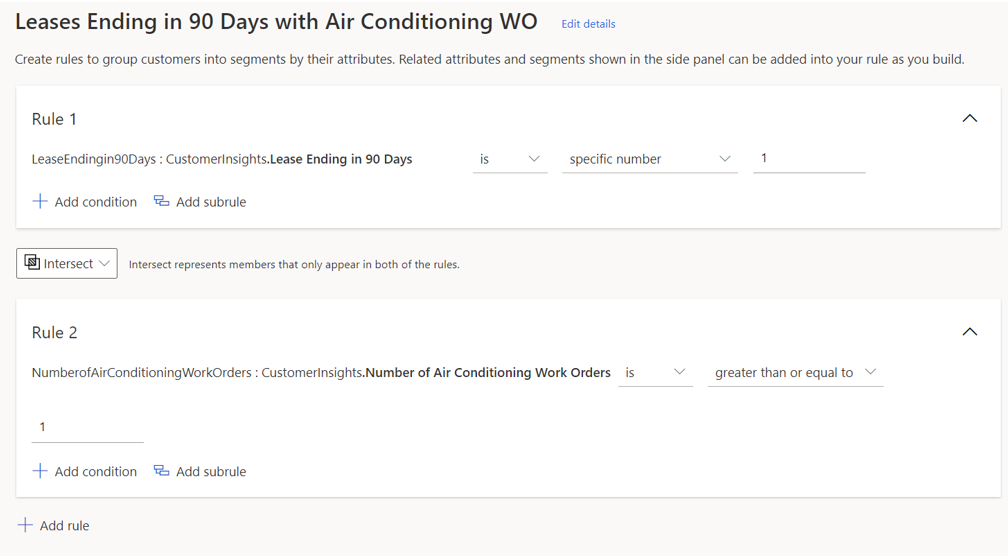 Leases Ending in 90 Days with Air Conditioning WO Edit details
Create rules to group customers into segments by their attributes. Related attributes and segments shown in the side panel can be added into your rule as you build.
Rule 1
LeaseEndingin90Days : CustomerInsights.Lease Ending in 90 Days is specific number 1
Add condition Add subrule
Intersect Intersect represents members that only appear in both of the rules.
Rule 2
NumberofAirConditioningWorkOrders : CustomerInsights.Number of Air Conditioning Work Orders is greater than or equal to
1
Add condition Add subrule
Add rule